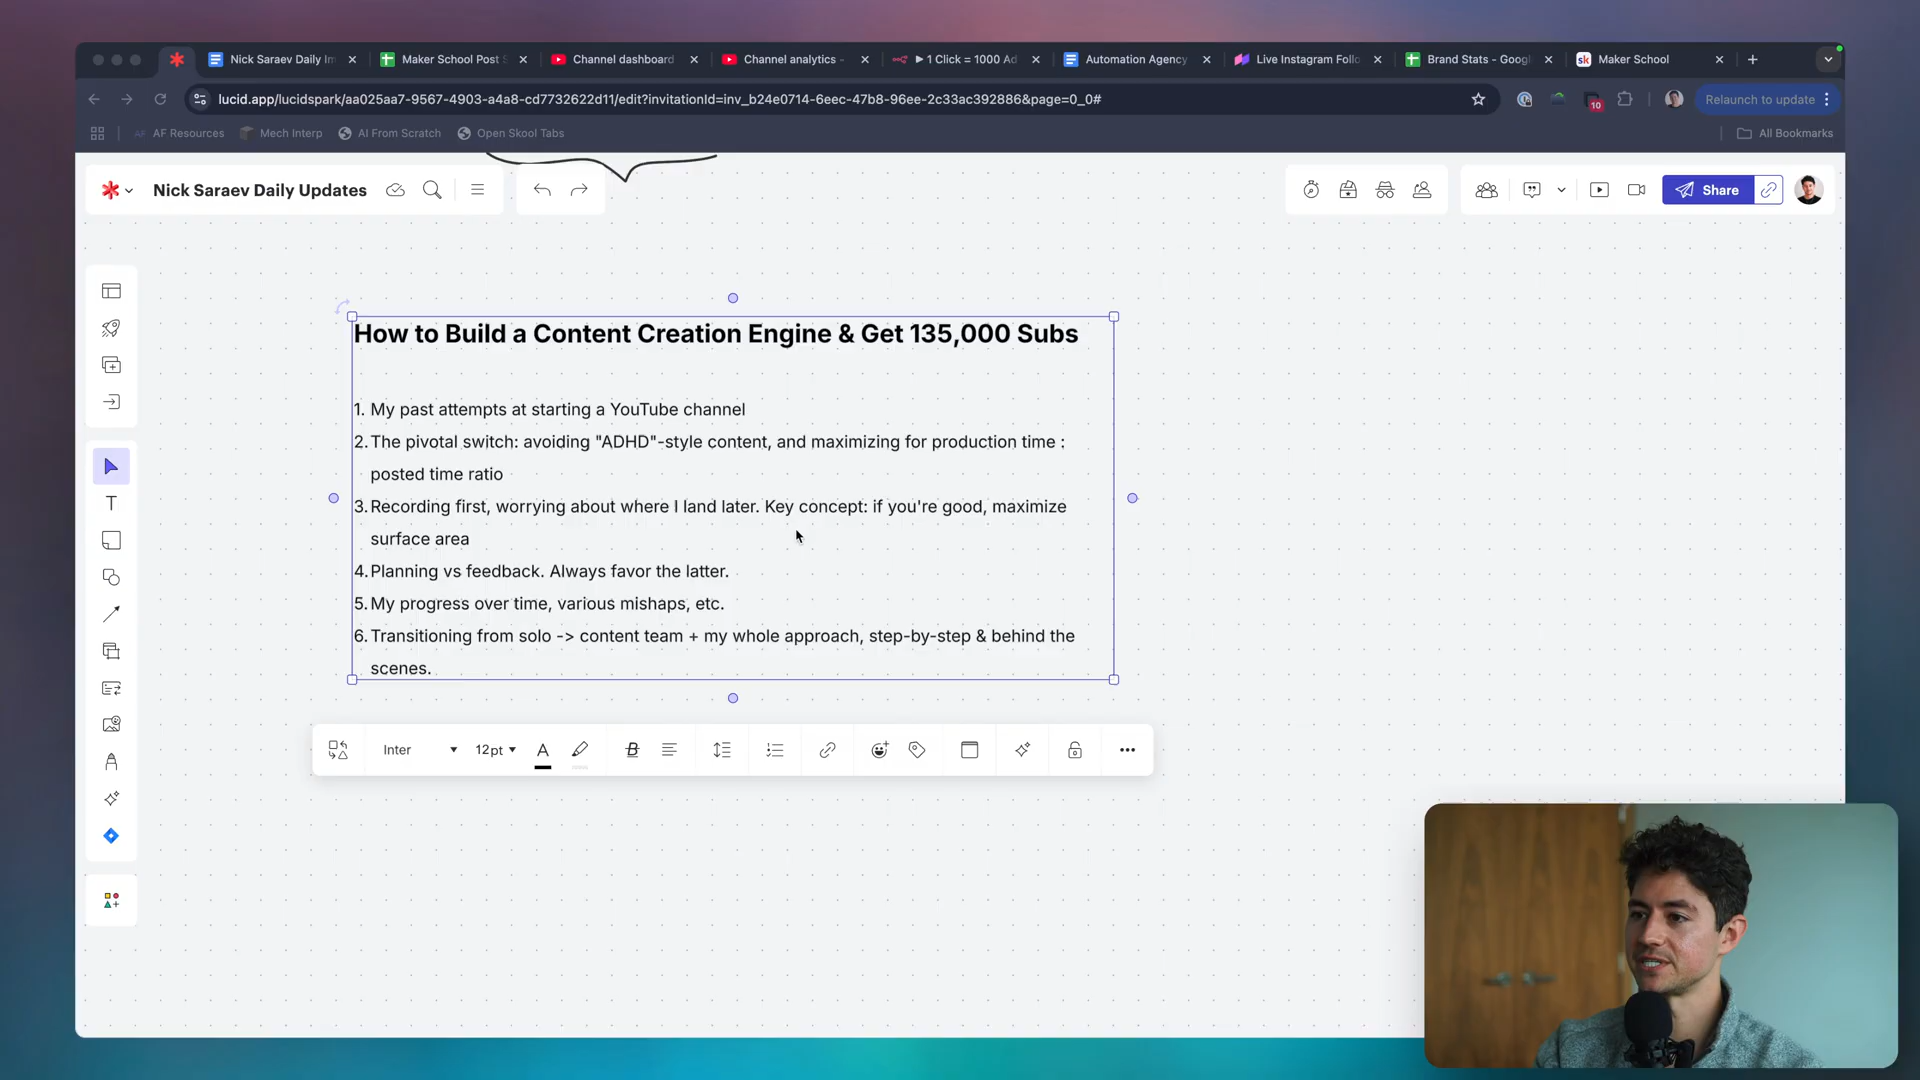 Nick Saraev Daily Im
Maker School Post S
Channel dashboard
Channel analytics -
1 Click = 1000 Ad
Automation Agency
Live Instagram Follo
Brand Stats - Googl
sk Maker School
lucid.app/lucidspark/aa025aa7-9567-4903-a4a8-cd7732622d11/edit?invitationId=inv_b24e0714-6eec-47b8-96ee-2c33ac392886&page=0_0#
10
Relaunch to update
AF Resources
Mech Interp
AI From Scratch
Open Skool Tabs
All Bookmarks
Nick Saraev Daily Updates
Share
How to Build a Content Creation Engine & Get 135,000 Subs
1. My past attempts at starting a YouTube channel
2. The pivotal switch: avoiding "ADHD"-style content, and maximizing for production time :
posted time ratio
3. Recording first, worrying about where I land later. Key concept: if you're good, maximize
surface area
4. Planning vs feedback. Always favor the latter.
5. My progress over time, various mishaps, etc.
6. Transitioning from solo -> content team + my whole approach, step-by-step & behind the
scenes.
Inter
12pt